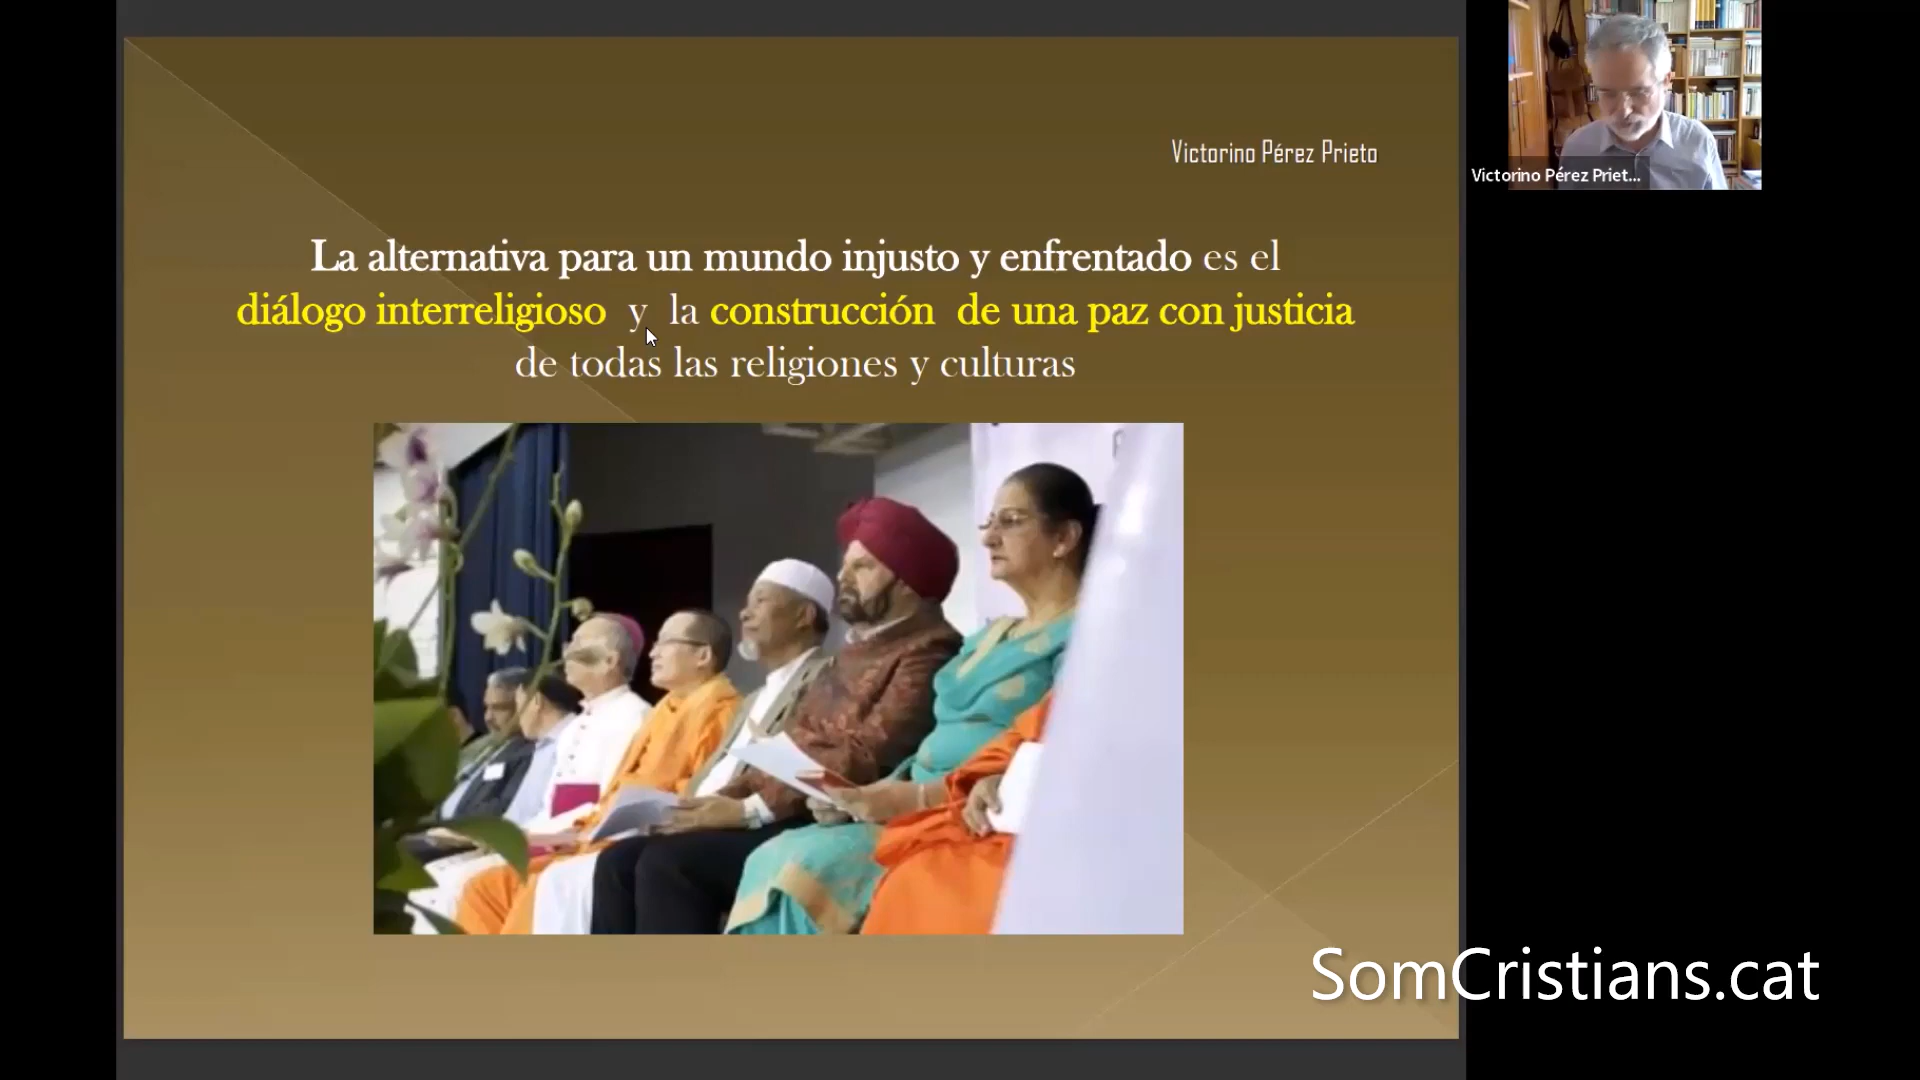 Victorino Pérez Prieto
Victorino Pérez Priet...
La alternativa para un mundo injusto y enfrentado es el
diálogo interreligioso y la construcción de una paz con justicia
de todas las religiones y culturas
SomCristians.cat